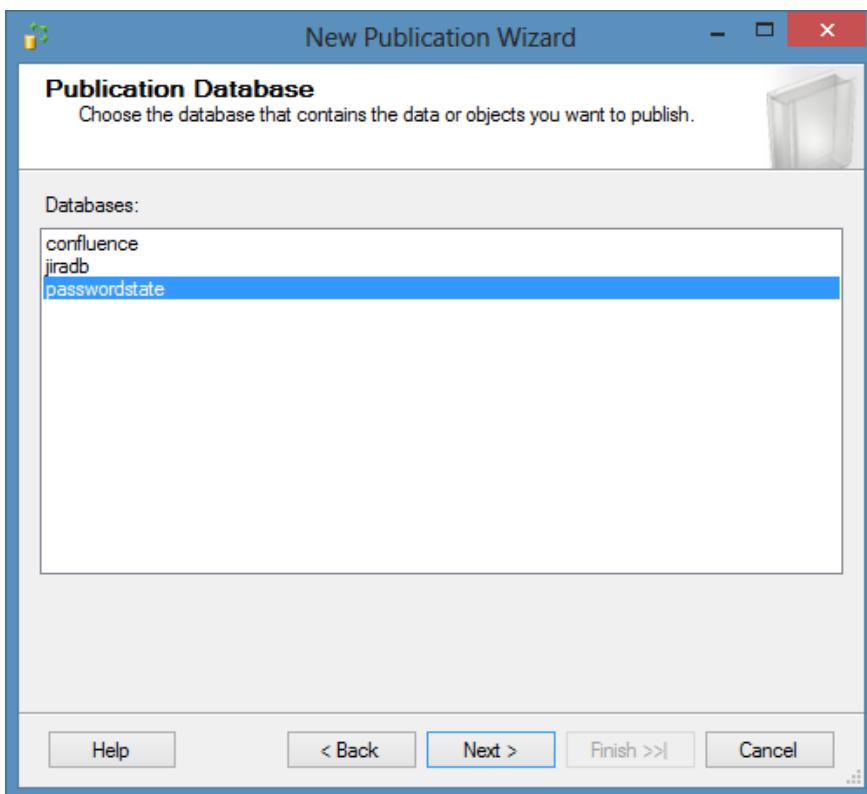 New Publication Wizard
Publication Database
Choose the database that contains the data or objects you want to publish.
Databases:
confluence
jiradb
passwordstate
Help
< Back
Next >
Finish >>|
Cancel